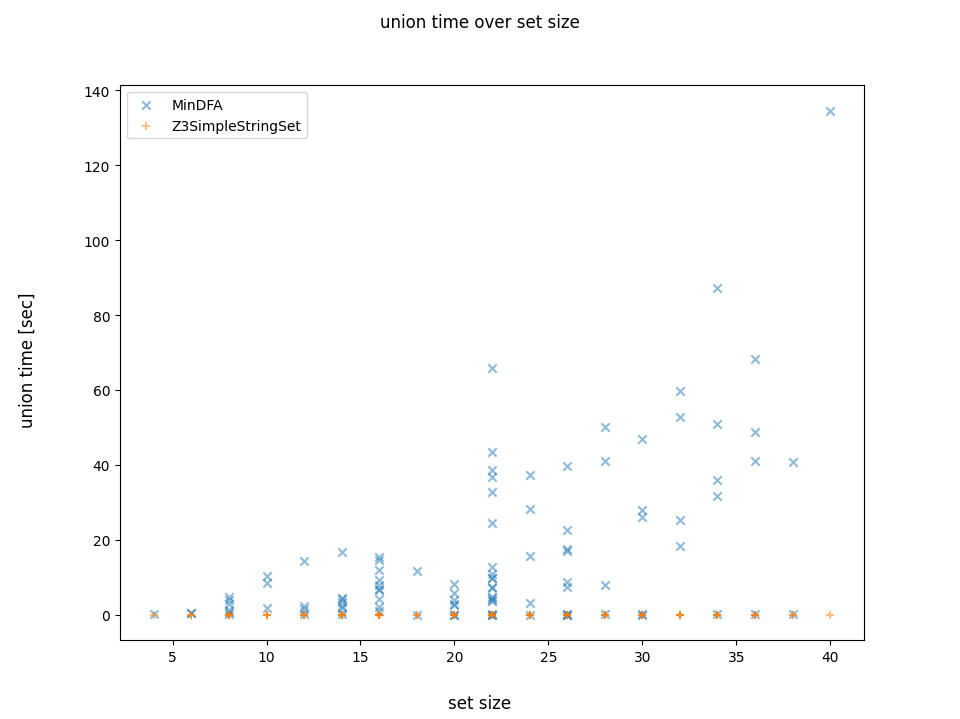 union time over set size
MinDFA
Z3SimpleStringSet
140
120
100
80
60
40
20
0
union time [sec]
5 10 15 20 25 30 35 40
set size